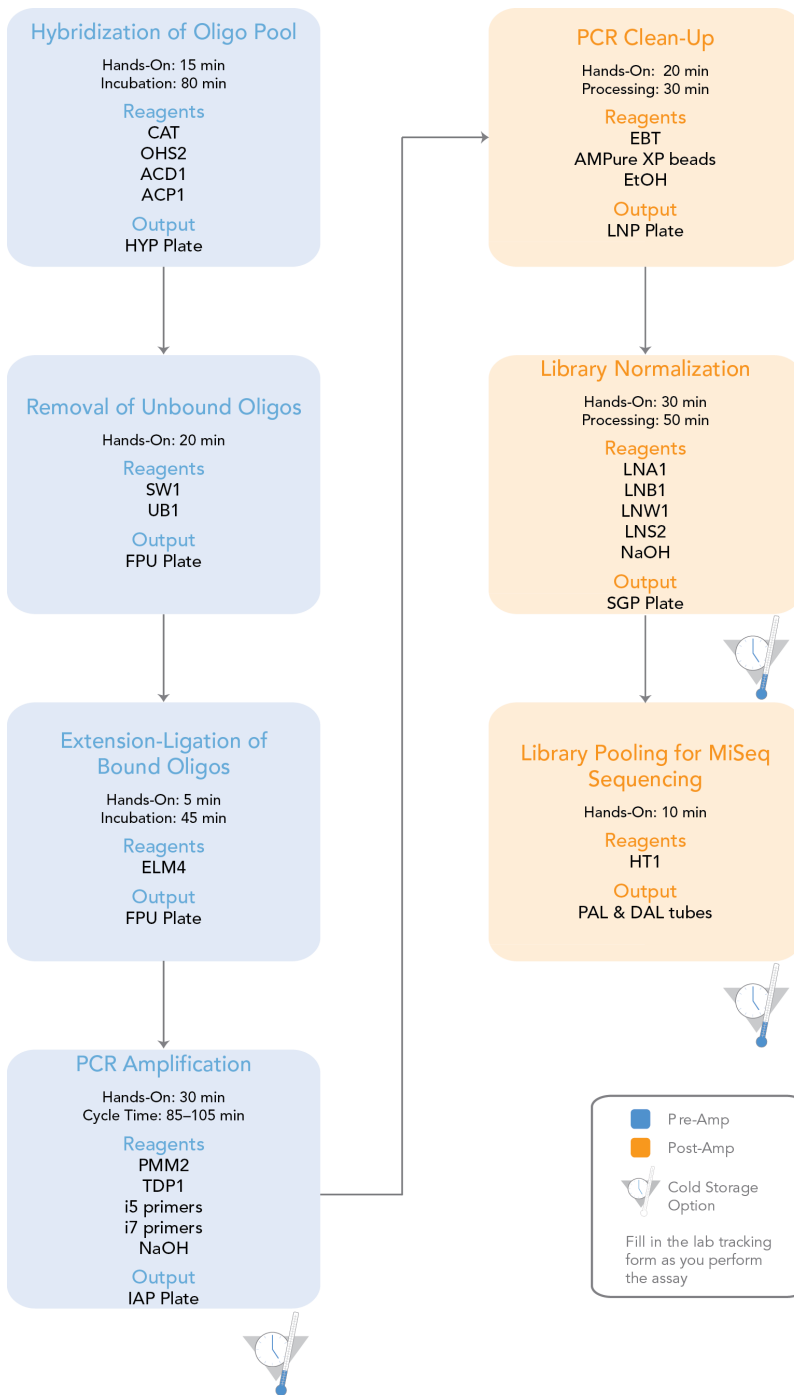 Hybridization of Oligo Pool
Hands-On: 15 min
Incubation: 80 min
Reagents
CAT
OHS2
ACD1
ACP1
Output
HYP Plate
Removal of Unbound Oligos
Hands-On: 20 min
Reagents
SW1
UB1
Output
FPU Plate
Extension-Ligation of
Bound Oligos
Hands-On: 5 min
Incubation: 45 min
Reagents
ELM4
Output
FPU Plate
PCR Amplification
Hands-On: 30 min
Cycle Time: 85–105 min
Reagents
PMM2
TDP1
i5 primers
i7 primers
NaOH
Output
IAP Plate
PCR Clean-Up
Hands-On: 20 min
Processing: 30 min
Reagents
EBT
AMPure XP beads
EtOH
Output
LNP Plate
Library Normalization
Hands-On: 30 min
Processing: 50 min
Reagents
LNA1
LNB1
LNW1
LNS2
NaOH
Output
SGP Plate
Library Pooling for MiSeq
Sequencing
Hands-On: 10 min
Reagents
HT1
Output
PAL & DAL tubes
Pre-Amp
Post-Amp
Cold Storage
Option
Fill in the lab tracking
form as you perform
the assay